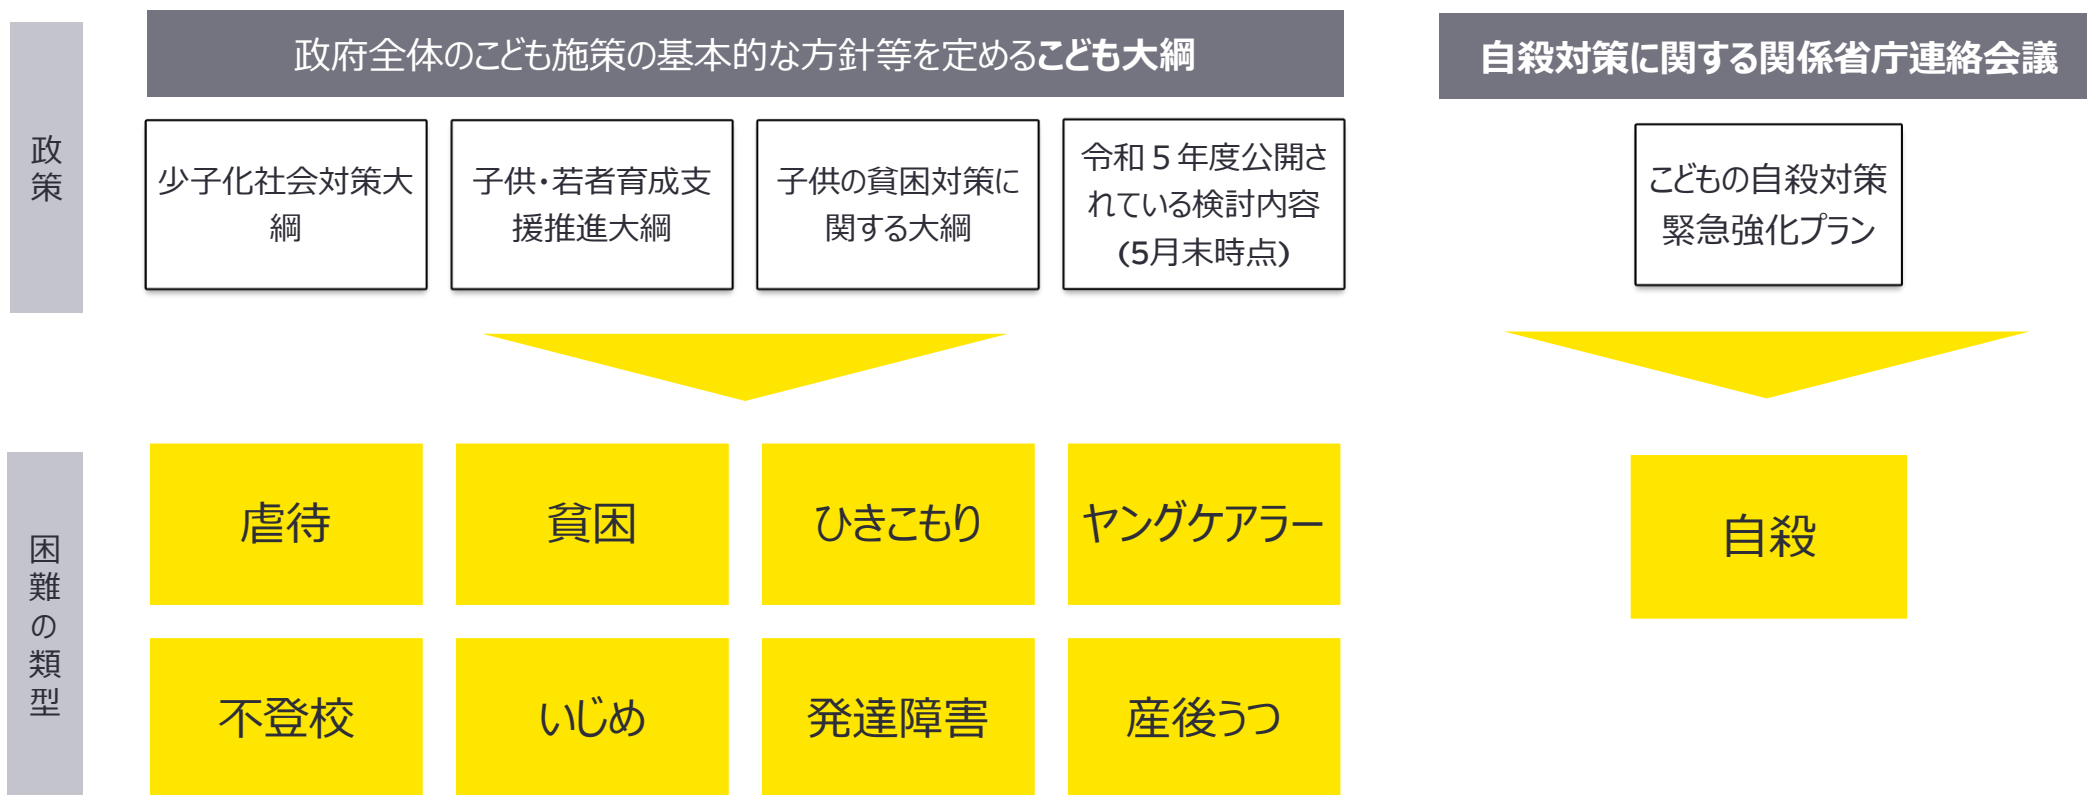 政府全体のこども施策の基本的な方針等を定めるこども大綱
自殺対策に関する関係省庁連絡会議
政策
少子化社会対策大
綱
子供・若者育成支
援推進大綱
子供の貧困対策に
関する大綱
令和５年度公開さ
れている検討内容
(5月末時点)
こどもの自殺対策
緊急強化プラン
困難の類型
虐待
貧困
ひきこもり
ヤングケアラー
自殺
不登校
いじめ
発達障害
産後うつ